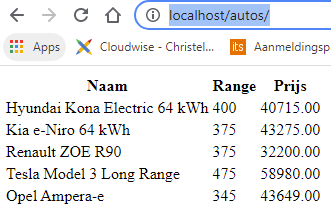 localhost/autos/
Apps Cloudwise - Christel... Aanmeldingsp
its
Naam Range Prijs
Hyundai Kona Electric 64 kWh 400 40715.00
Kia e-Niro 64 kWh 375 43275.00
Renault ZOE R90 375 32200.00
Tesla Model 3 Long Range 475 58980.00
Opel Ampera-e 345 43649.00